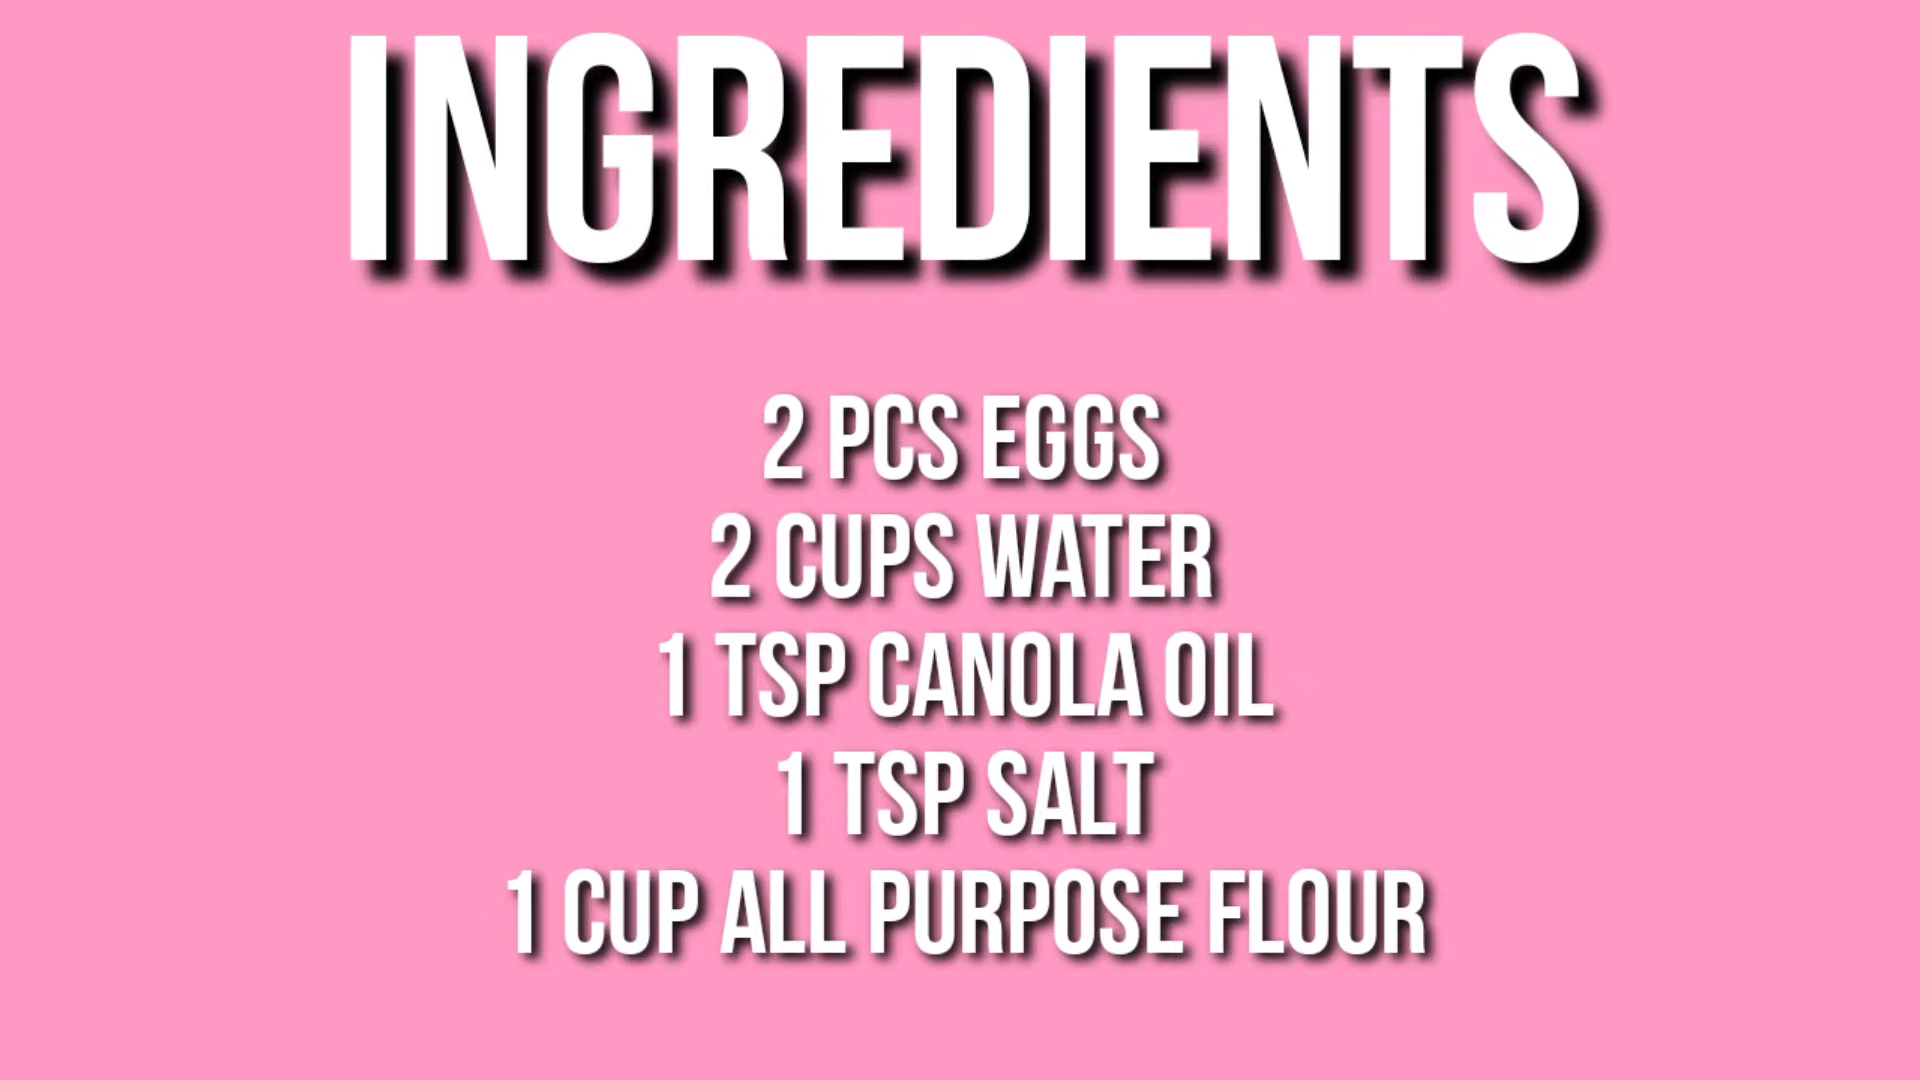 INGREDIENTS
2 PCS EGGS
2 CUPS WATER
1 TSP CANOLA OIL
1 TSP SALT
1 CUP ALL PURPOSE FLOUR